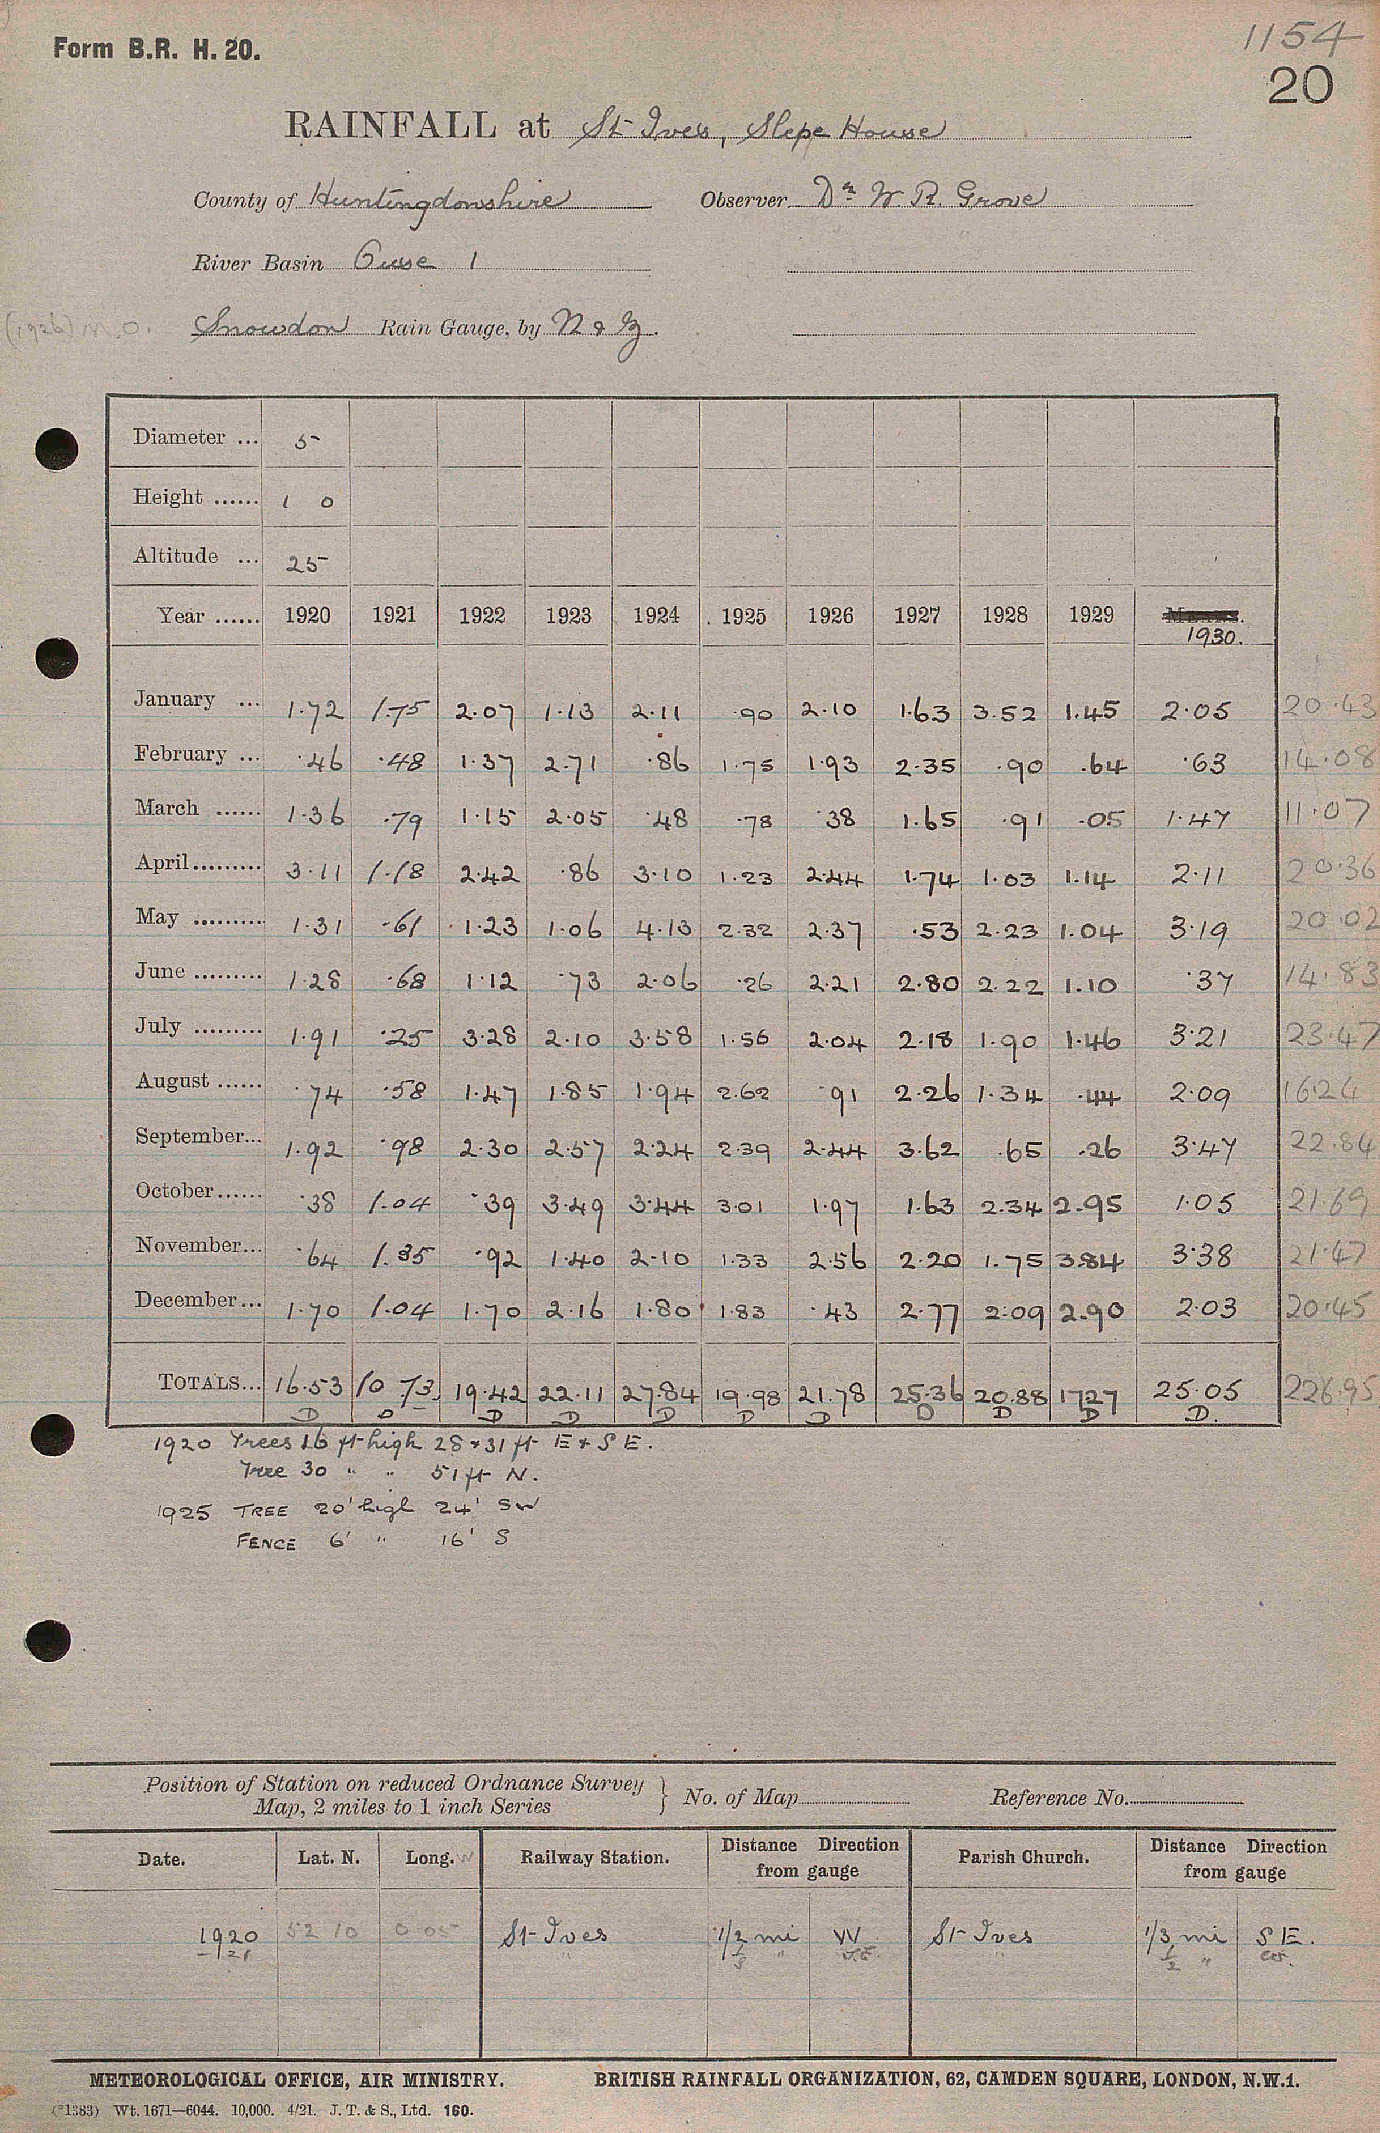 Form B.R. H. 20.
1154
20
RAINFALL at St Ives, Slepe House
County of Huntingdonshire Observer Dr W R. Grove
River Basin Ouse 1
(1926) M.O. Snowdon Rain Gauge, by N & Z.
Diameter ... 5
Height ...... 1 0
Altitude ... 25
Year ...... 1920 1921 1922 1923 1924 1925 1926 1927 1928 1929 1930.
January ... 1.72 1.75 2.07 1.13 2.11 .90 2.10 1.63 3.52 1.45 2.05 20.43
February ... .46 .48 1.37 2.71 .86 1.75 1.93 2.35 .90 .64 .63 14.08
March ...... 1.36 .79 1.15 2.05 .48 .78 .38 1.65 .91 .05 1.47 11.07
April ......... 3.11 1.18 2.42 .86 3.10 1.23 2.44 1.74 1.03 1.14 2.11 20.36
May ......... 1.31 .61 1.23 1.06 4.13 2.32 2.37 .53 2.23 1.04 3.19 20.02
June ......... 1.28 .68 1.12 .73 2.06 .26 2.21 2.80 2.22 1.10 .37 14.83
July ......... 1.91 .25 3.28 2.10 3.58 1.56 2.04 2.18 1.90 1.46 3.21 23.47
August ...... .74 .58 1.47 1.85 1.94 2.62 .91 2.26 1.34 .44 2.09 16.24
September... 1.92 .98 2.30 2.57 2.24 2.39 2.44 3.62 .65 .26 3.47 22.84
October...... .38 1.04 .39 3.49 3.44 3.01 1.97 1.63 2.34 2.95 1.05 21.69
November... .64 1.35 .92 1.40 2.10 1.33 2.56 2.20 1.75 3.84 3.38 21.47
December... 1.70 1.04 1.70 2.16 1.80 1.83 .43 2.77 2.09 2.90 2.03 20.45
TOTALS... 16.53 10.73 19.42 22.11 27.84 19.98 21.78 25.36 20.88 17.27 25.05 226.95
D D D D D D D D D D D.
1920 Trees 16 ft high 28 & 31 ft E & S E.
Tree 30 " " 51 ft N.
1925 TREE 20' high 24' SW
FENCE 6' " 16' S
Position of Station on reduced Ordnance Survey Map, 2 miles to 1 inch Series } No. of Map Reference No.
Date. Lat. N. Long. W Railway Station. Distance Direction from gauge Parish Church. Distance Direction from gauge
1920 52 10 0 05 St Ives 1/2 mi W St Ives 1/3 mi S E.
METEOROLOGICAL OFFICE, AIR MINISTRY. BRITISH RAINFALL ORGANIZATION, 62, CAMDEN SQUARE, LONDON, N.W.1.
(*1383) Wt. 1671—6044. 10,000. 4/21. J. T. & S., Ltd. 160.